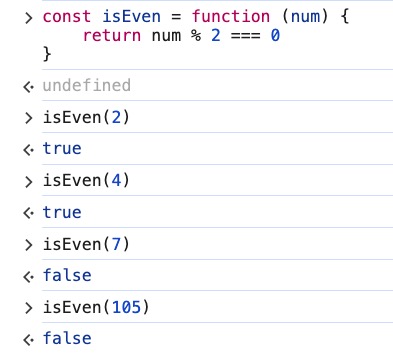 > const isEven = function (num) {
    return num % 2 === 0
}
undefined
> isEven(2)
true
> isEven(4)
true
> isEven(7)
false
> isEven(105)
false